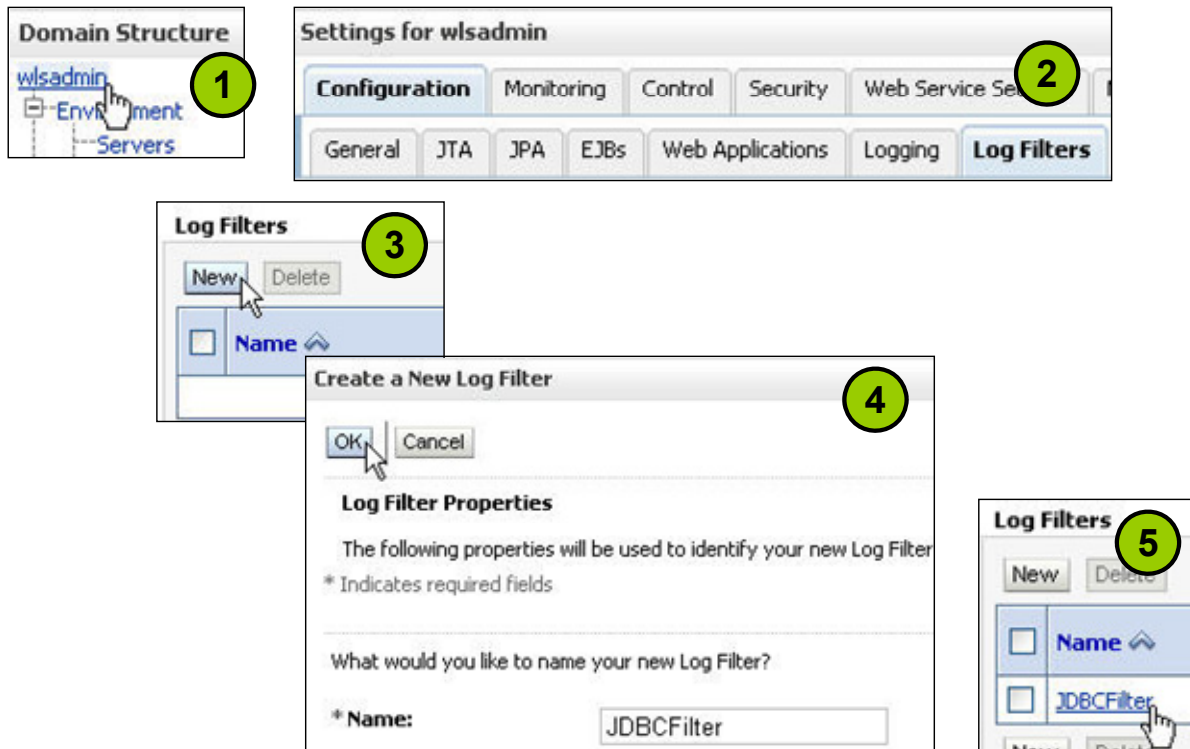 Domain Structure
wlsadmin
1
Servers
Settings for wlsadmin
2
Configuration Monitoring Control Security Web Service
General JTA JPA EJBs Web Applications Logging Log Filters
Log Filters
3
New Delete
Name
Create a New Log Filter
4
OK Cancel
Log Filter Properties
The following properties will be used to identify your new Log Filter
* Indicates required fields
What would you like to name your new Log Filter?
* Name: JDBCFilter
Log Filters
5
New Delete
Name
JDBCFilter